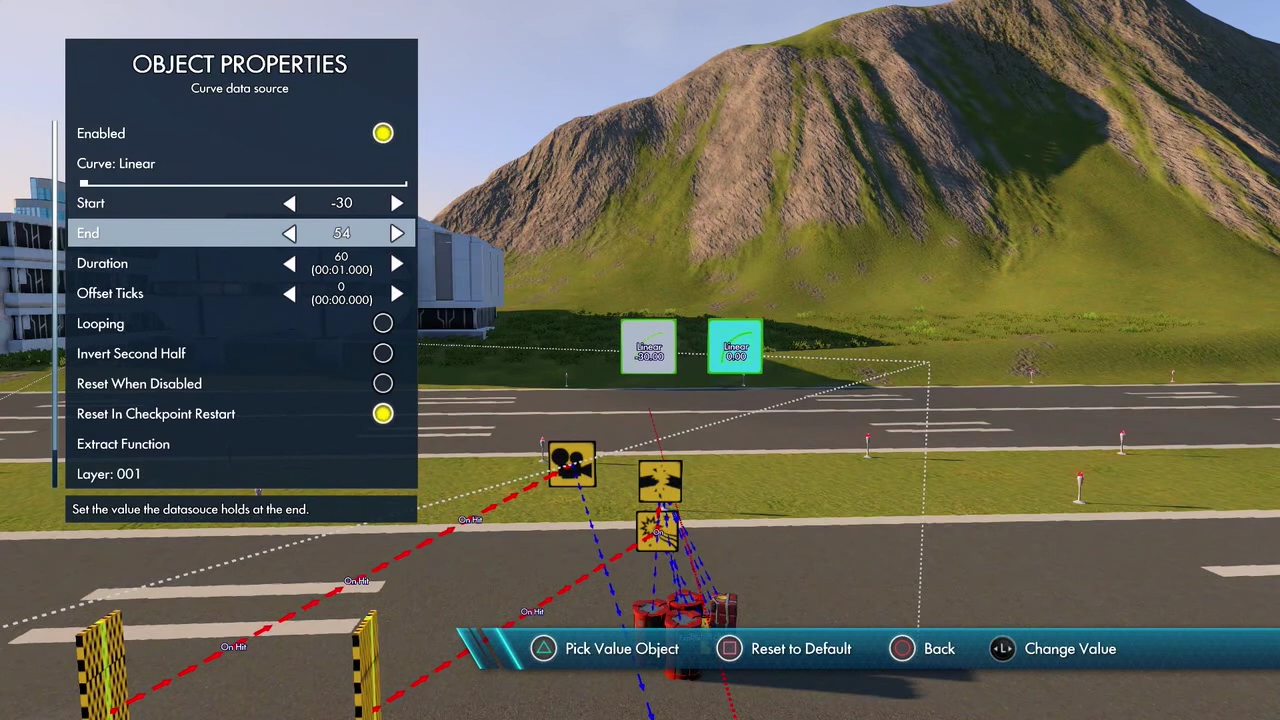 OBJECT PROPERTIES
Curve data source
Enabled
Curve: Linear
Start -30
End 54
Duration 60
(00:01.000)
Offset Ticks 0
(00:00.000)
Looping
Invert Second Half
Reset When Disabled
Reset In Checkpoint Restart
Extract Function
Layer: 001
Set the value the datasouce holds at the end.
Linear
-30.00
Linear
0.00
On Hit
On Hit
On Hit
On Hit
Pick Value Object
Reset to Default
Back
L
Change Value